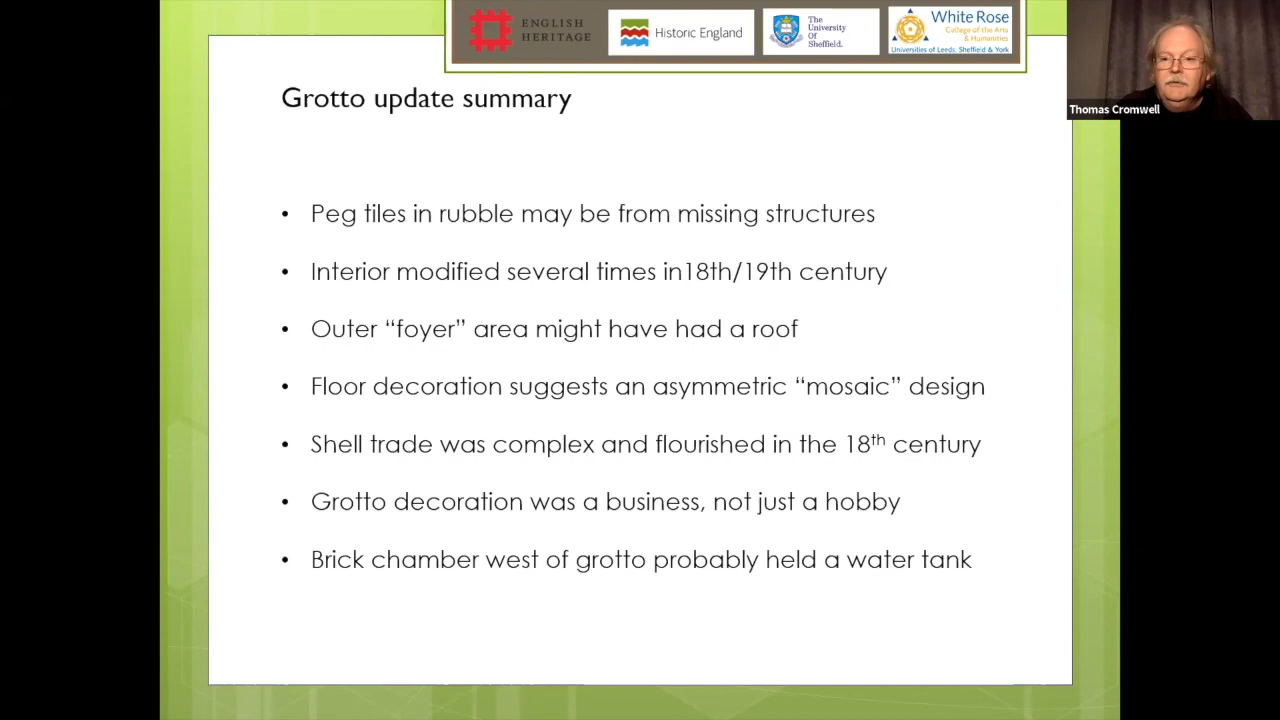 ENGLISH
HERITAGE
Historic England
The
University
Of
Sheffield.
White Rose
College of the Arts
& Humanities
Universities of Leeds, Sheffield & York
Thomas Cromwell
Grotto update summary
• Peg tiles in rubble may be from missing structures
• Interior modified several times in18th/19th century
• Outer “foyer” area might have had a roof
• Floor decoration suggests an asymmetric “mosaic” design
• Shell trade was complex and flourished in the 18th century
• Grotto decoration was a business, not just a hobby
• Brick chamber west of grotto probably held a water tank